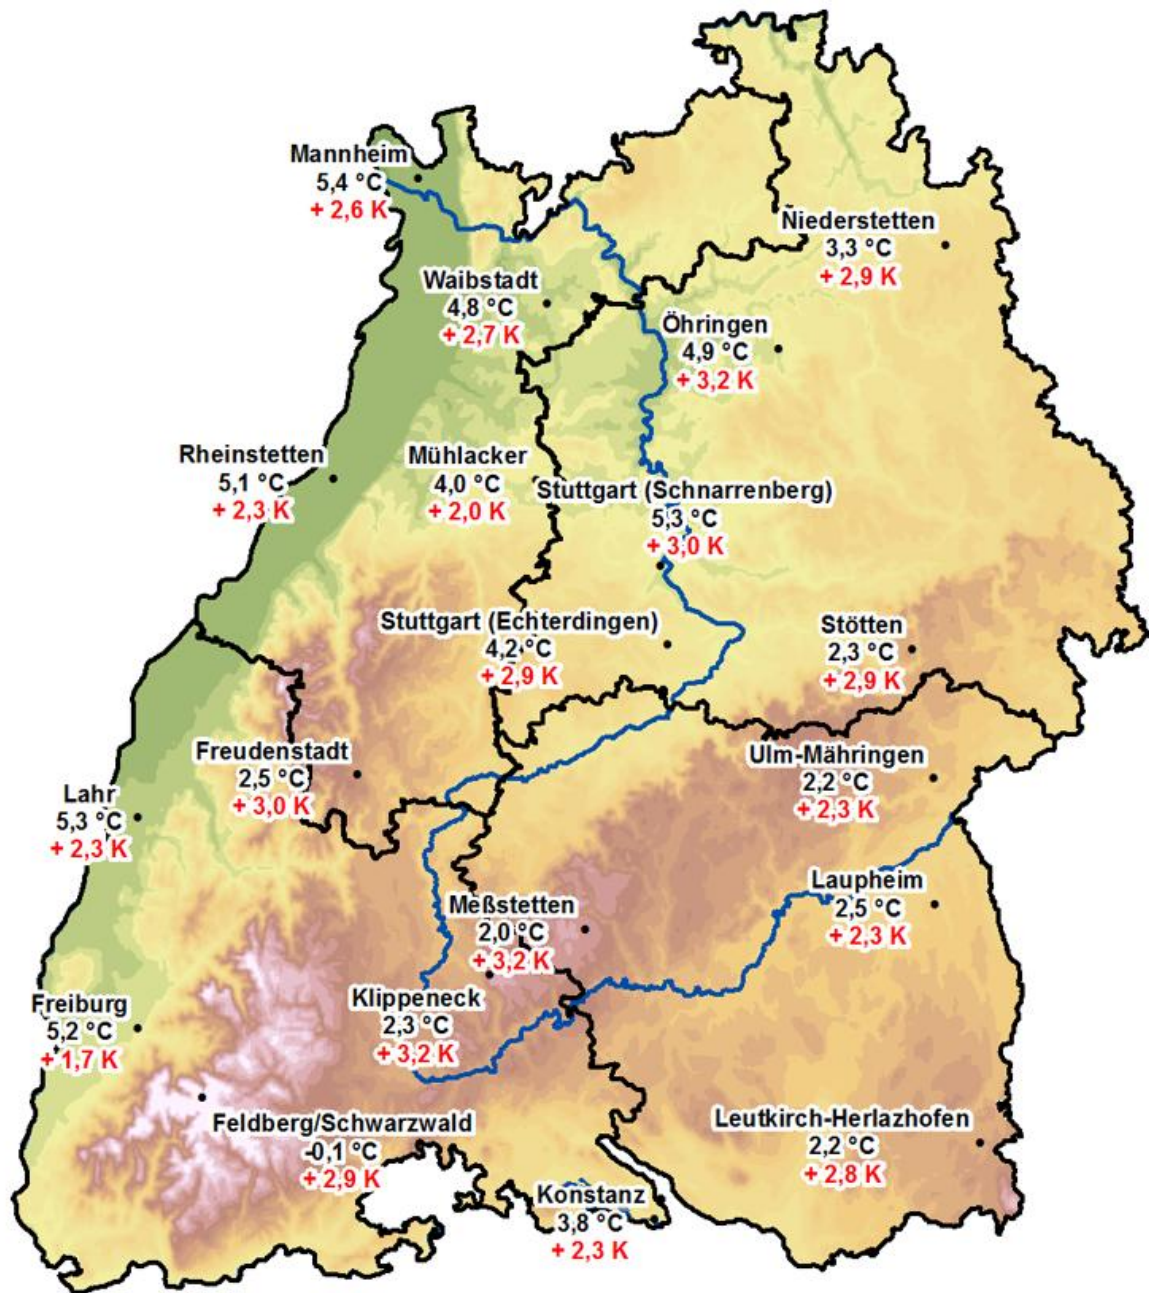 Mannheim
5,4 °C
+ 2,6 K
Niederstetten
3,3 °C
+ 2,9 K
Waibstadt
4,8 °C
+ 2,7 K
Öhringen
4,9 °C
+ 3,2 K
Rheinstetten
5,1 °C
+ 2,3 K
Mühlacker
4,0 °C
+ 2,0 K
Stuttgart (Schnarrenberg)
5,3 °C
+ 3,0 K
Stuttgart (Echterdingen)
4,2 °C
+ 2,9 K
Stötten
2,3 °C
+ 2,9 K
Freudenstadt
2,5 °C
+ 3,0 K
Ulm-Mähringen
2,2 °C
+ 2,3 K
Lahr
5,3 °C
+ 2,3 K
Laupheim
2,5 °C
+ 2,3 K
Meßstetten
2,0 °C
+ 3,2 K
Klippeneck
2,3 °C
+ 3,2 K
Freiburg
5,2 °C
+ 1,7 K
Feldberg/Schwarzwald
-0,1 °C
+ 2,9 K
Leutkirch-Herlazhofen
2,2 °C
+ 2,8 K
Konstanz
3,8 °C
+ 2,3 K